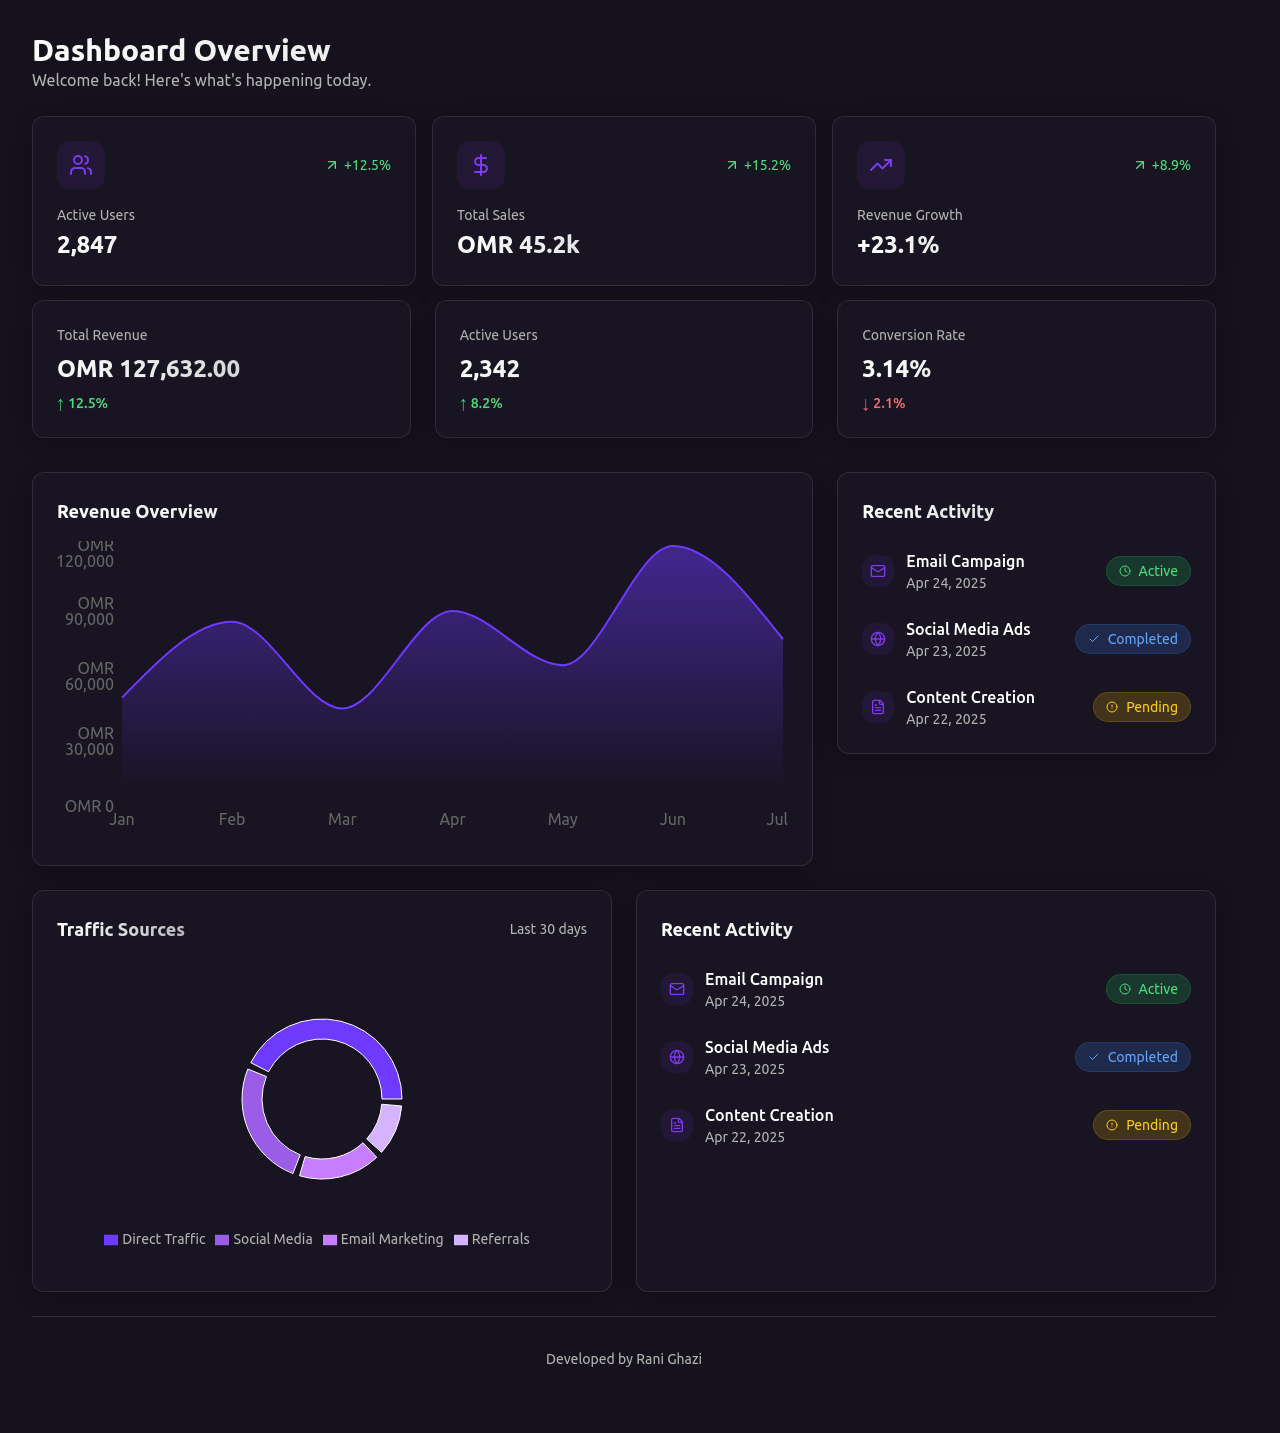 Dashboard Overview
Welcome back! Here's what's happening today.
+12.5%
Active Users
2,847
+15.2%
Total Sales
OMR 45.2k
+8.9%
Revenue Growth
+23.1%
Total Revenue
OMR 127,632.00
↑ 12.5%
Active Users
2,342
↑ 8.2%
Conversion Rate
3.14%
↓ 2.1%
Revenue Overview
OMR
120,000
OMR
90,000
OMR
60,000
OMR
30,000
OMR 0
Jan Feb Mar Apr May Jun Jul
Recent Activity
Email Campaign
Apr 24, 2025
Active
Social Media Ads
Apr 23, 2025
Completed
Content Creation
Apr 22, 2025
Pending
Traffic Sources
Last 30 days
Direct Traffic Social Media Email Marketing Referrals
Recent Activity
Email Campaign
Apr 24, 2025
Active
Social Media Ads
Apr 23, 2025
Completed
Content Creation
Apr 22, 2025
Pending
Developed by Rani Ghazi